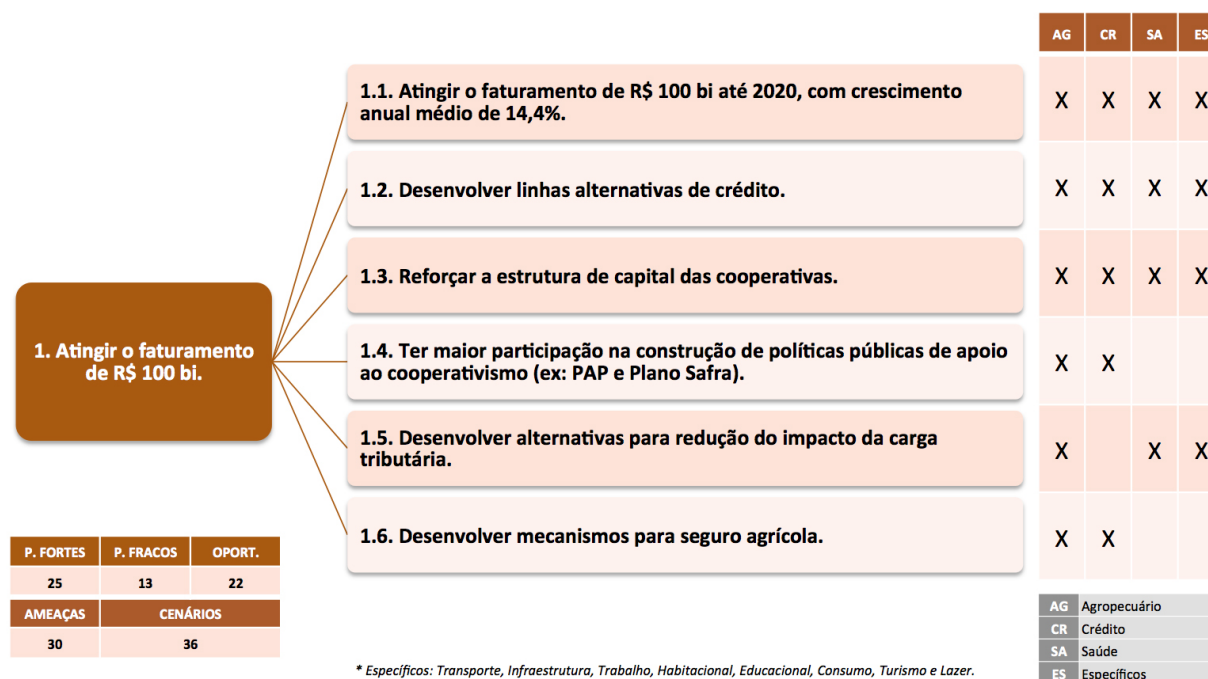 AG CR SA ES
1.1. Atingir o faturamento de R$ 100 bi até 2020, com crescimento
anual médio de 14,4%.
X X X X
1.2. Desenvolver linhas alternativas de crédito.
X X X X
1.3. Reforçar a estrutura de capital das cooperativas.
X X X X
1. Atingir o faturamento
de R$ 100 bi.
1.4. Ter maior participação na construção de políticas públicas de apoio
ao cooperativismo (ex: PAP e Plano Safra).
X X
1.5. Desenvolver alternativas para redução do impacto da carga
tributária.
X X X
1.6. Desenvolver mecanismos para seguro agrícola.
X X
P. FORTES P. FRACOS OPORT.
25 13 22
AMEAÇAS CENÁRIOS
30 36
AG Agropecuário
CR Crédito
SA Saúde
ES Específicos
* Específicos: Transporte, Infraestrutura, Trabalho, Habitacional, Educacional, Consumo, Turismo e Lazer.